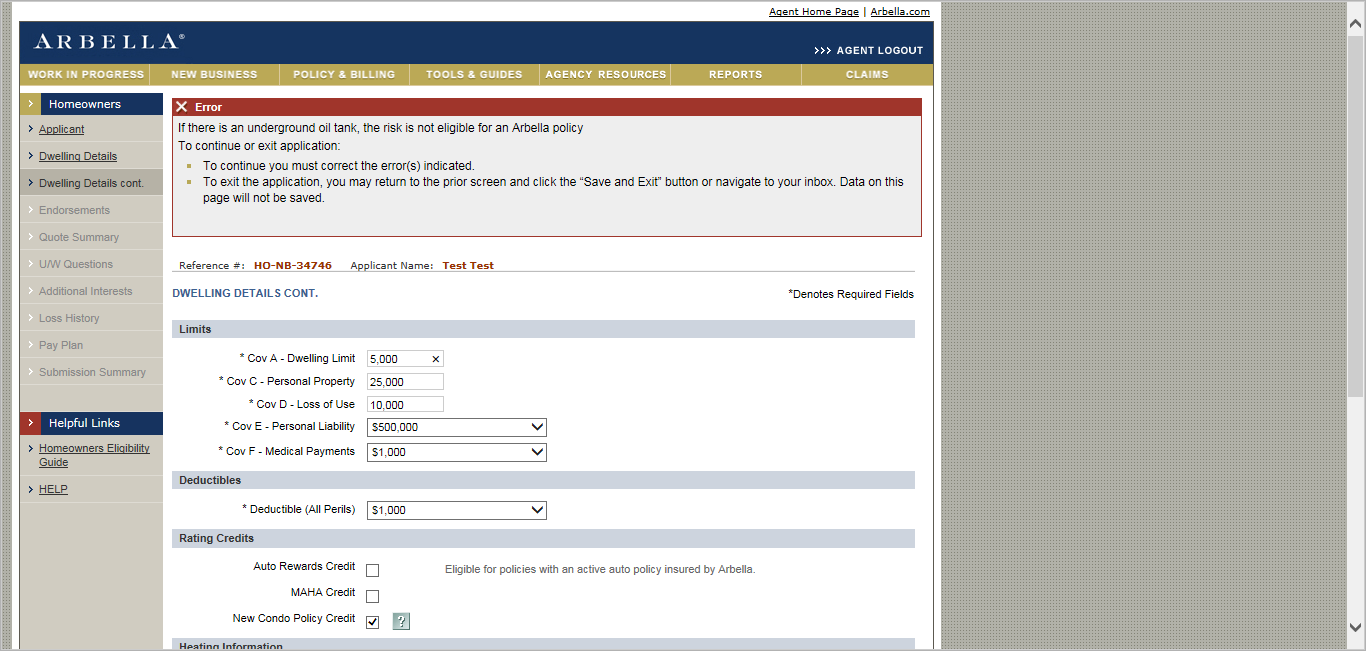 Agent Home Page | Arbella.com
ARBELLA®
>>> AGENT LOGOUT
WORK IN PROGRESS NEW BUSINESS POLICY & BILLING TOOLS & GUIDES AGENCY RESOURCES REPORTS CLAIMS
Homeowners
Applicant
Dwelling Details
Dwelling Details cont.
Endorsements
Quote Summary
U/W Questions
Additional Interests
Loss History
Pay Plan
Submission Summary
Helpful Links
Homeowners Eligibility
Guide
HELP
Error
If there is an underground oil tank, the risk is not eligible for an Arbella policy
To continue or exit application:
To continue you must correct the error(s) indicated.
To exit the application, you may return to the prior screen and click the “Save and Exit” button or navigate to your inbox. Data on this
page will not be saved.
Reference #: HO-NB-34746 Applicant Name: Test Test
DWELLING DETAILS CONT. *Denotes Required Fields
Limits
* Cov A - Dwelling Limit 5,000
* Cov C - Personal Property 25,000
* Cov D - Loss of Use 10,000
* Cov E - Personal Liability $500,000
* Cov F - Medical Payments $1,000
Deductibles
* Deductible (All Perils) $1,000
Rating Credits
Auto Rewards Credit Eligible for policies with an active auto policy insured by Arbella.
MAHA Credit
New Condo Policy Credit ?
Heating Information